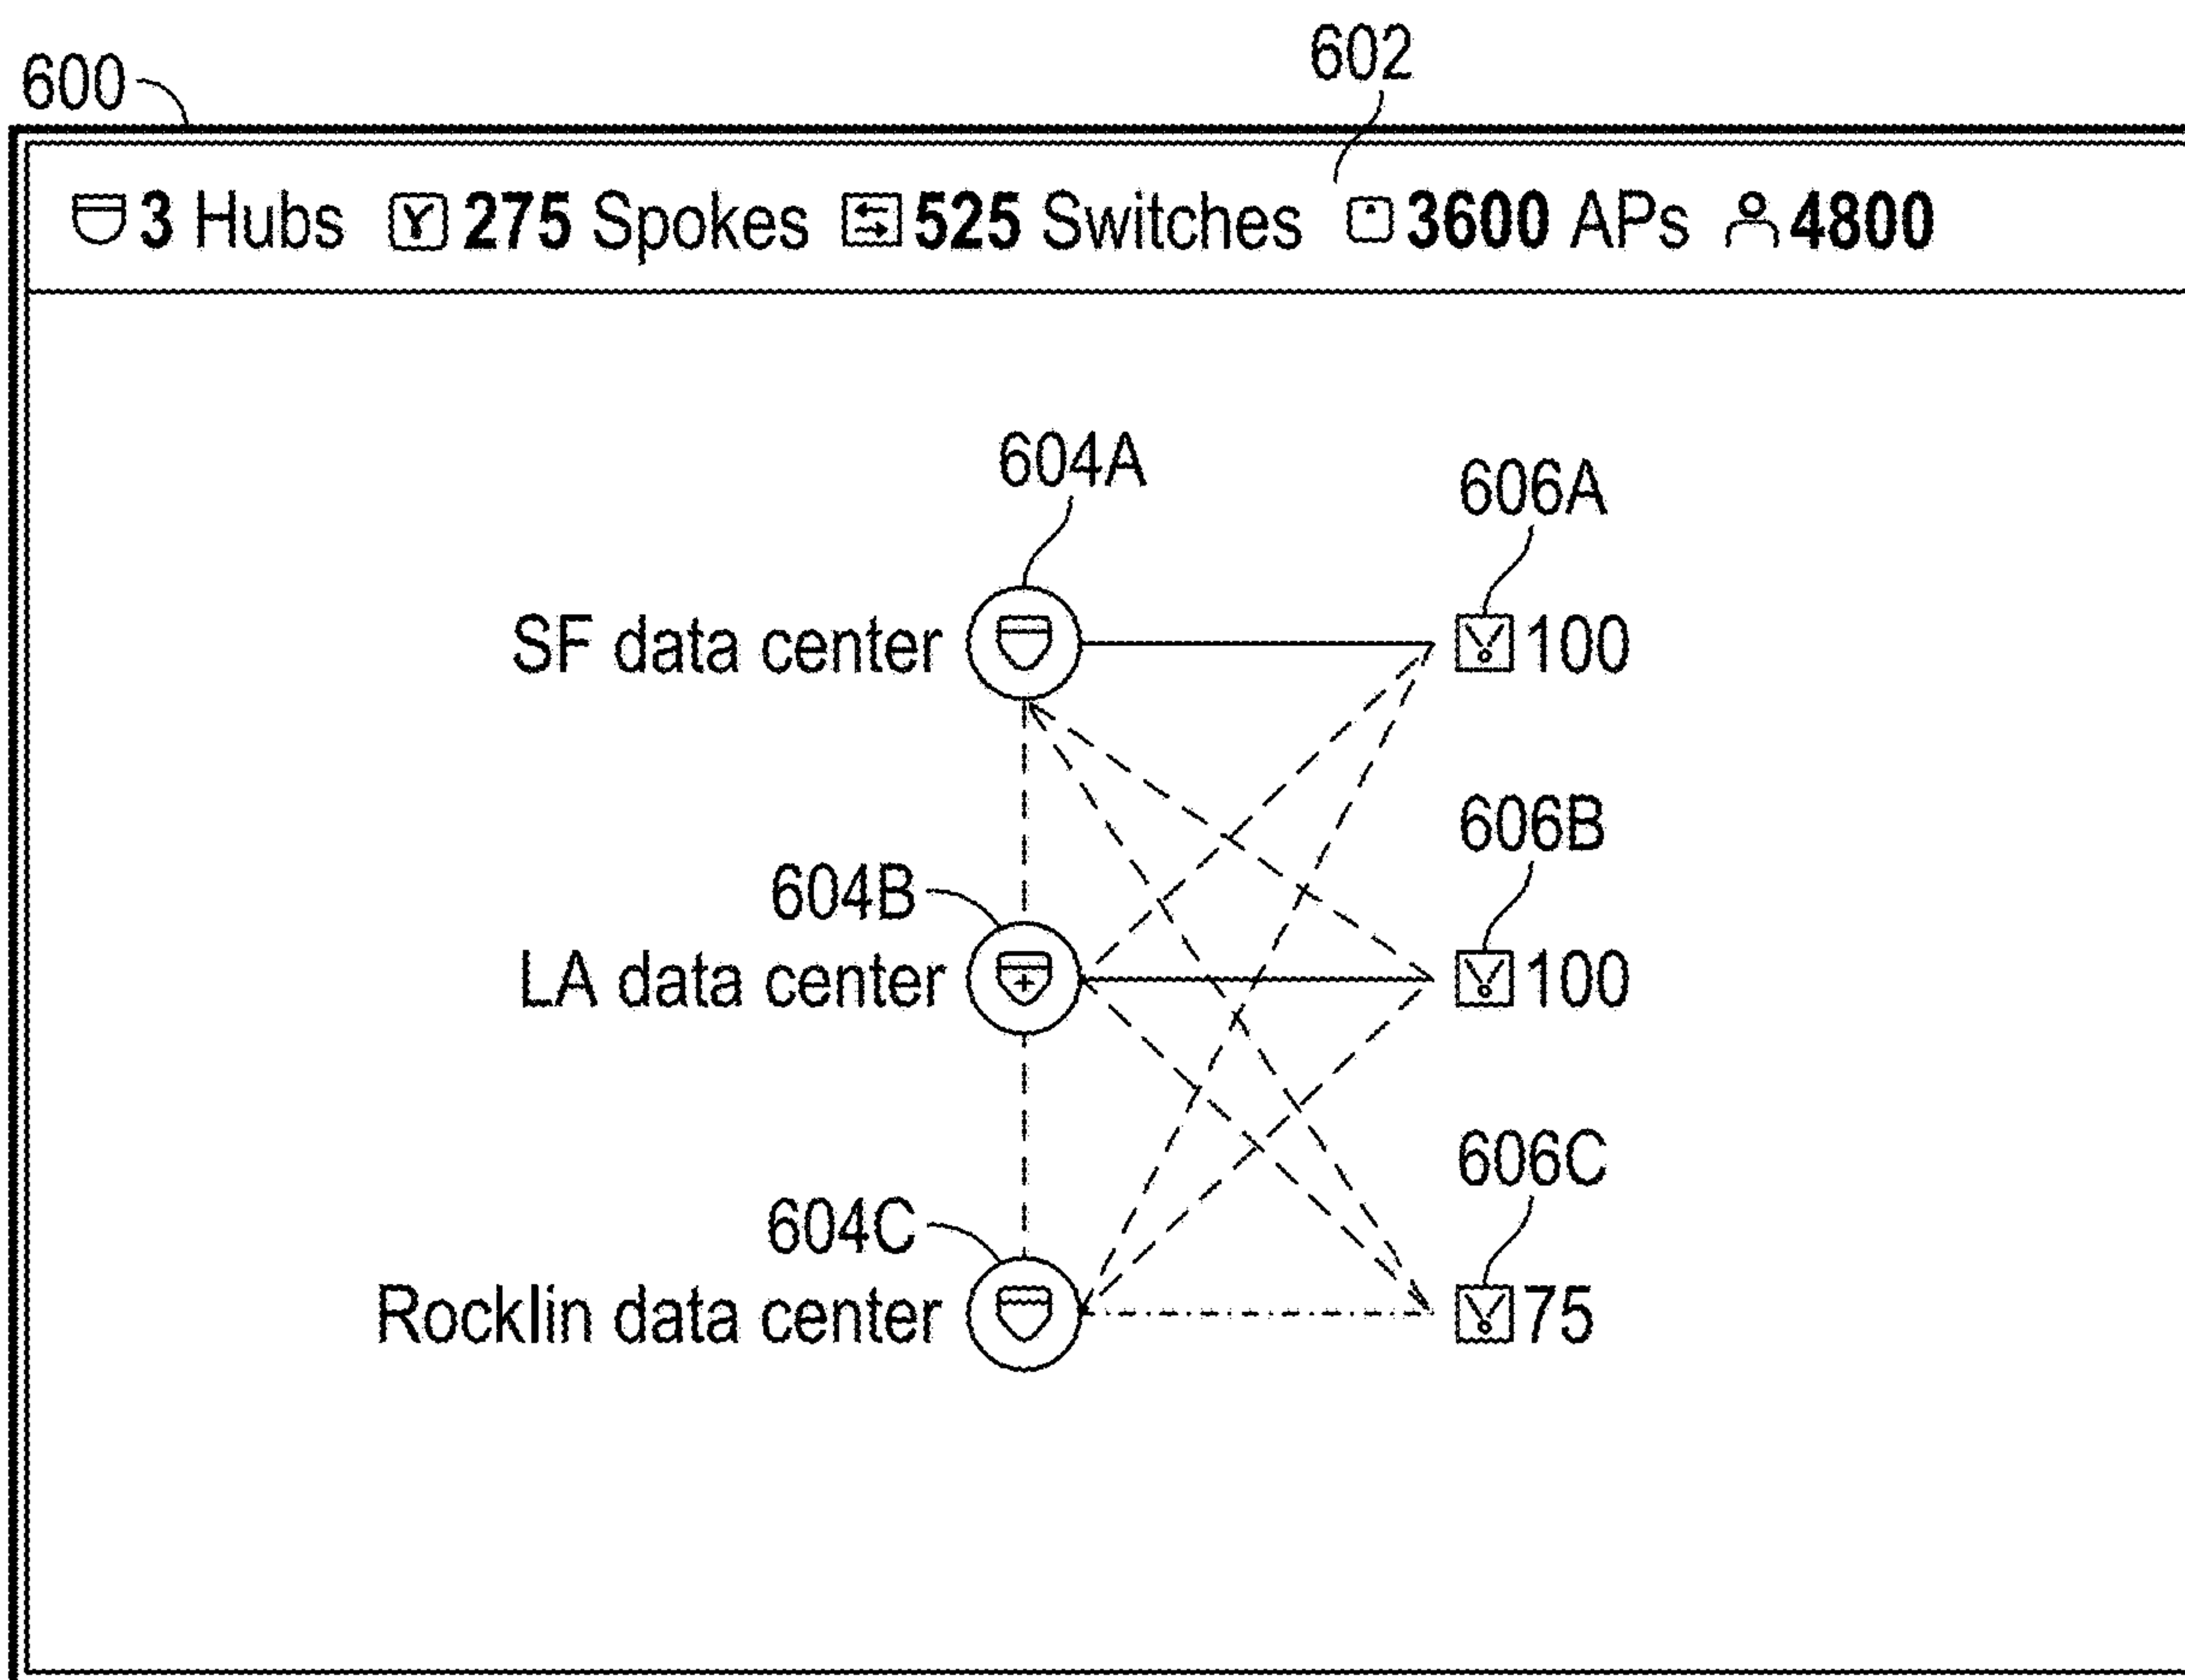 602
600
3 Hubs 275 Spokes 525 Switches 3600 APs 4800
604A
606A
SF data center 100
606B
604B
LA data center 100
606C
604C
Rocklin data center 75